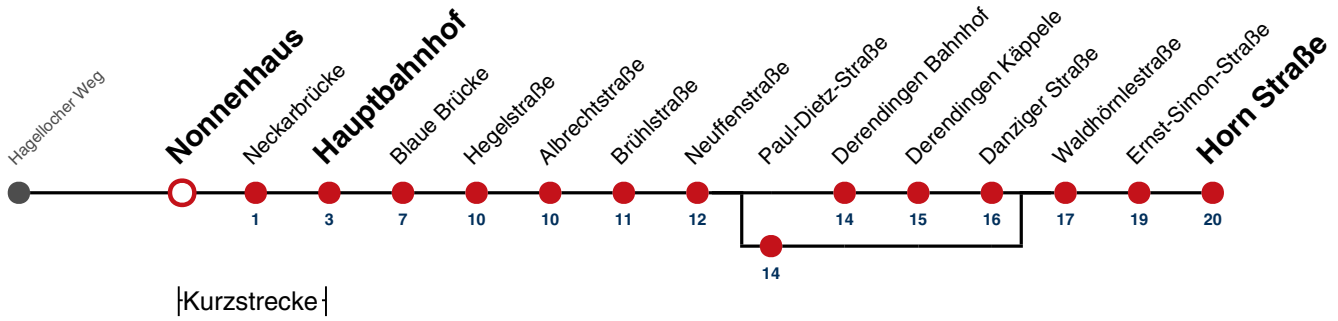 Hagellocher Weg
Nonnenhaus
Neckarbrücke
Hauptbahnhof
Blaue Brücke
Hegelstraße
Albrechtstraße
Brühlstraße
Neuffenstraße
Paul-Dietz-Straße
Derendingen Bahnhof
Derendingen Käppele
Danziger Straße
Waldhörnlestraße
Ernst-Simon-Straße
Horn Straße
1 3 7 10 10 11 12 14 15 16 17 19 20
14
Kurzstrecke